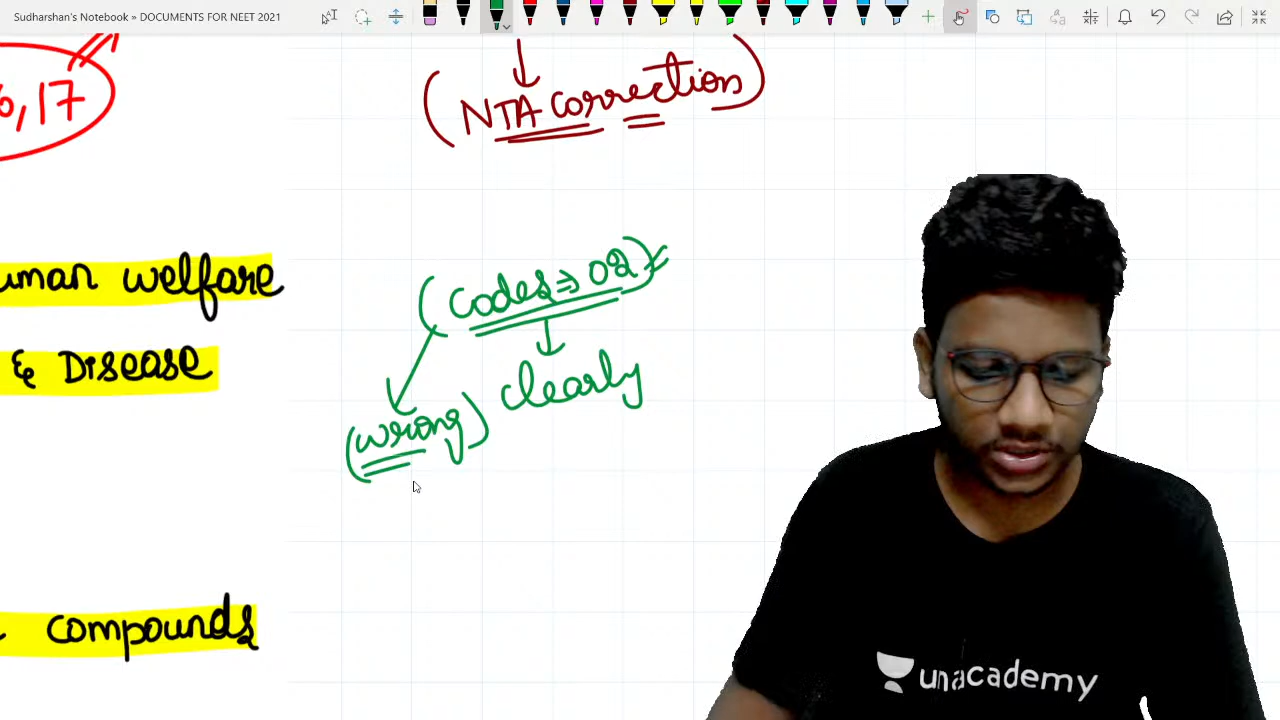 Sudharshan's Notebook » DOCUMENTS FOR NEET 2021
6, 17
(NTA correction)
uman welfare
(Codes ⇒ 02)
& Disease
clearly
(wrong)
compounds
unacademy